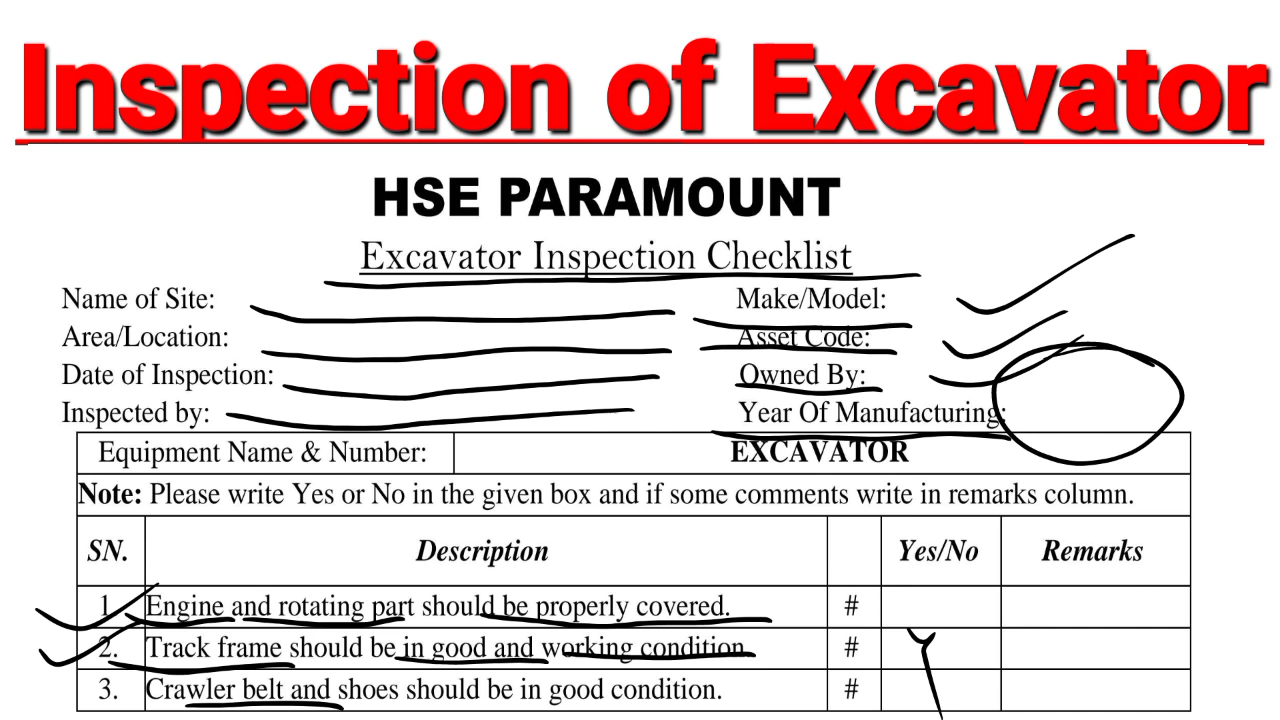 Inspection of Excavator
HSE PARAMOUNT
Excavator Inspection Checklist
Name of Site: Make/Model:
Area/Location: Asset Code:
Date of Inspection: Owned By:
Inspected by: Year Of Manufacturing:
Equipment Name & Number: EXCAVATOR
Note: Please write Yes or No in the given box and if some comments write in remarks column.
SN. Description Yes/No Remarks
1. Engine and rotating part should be properly covered. #
2. Track frame should be in good and working condition. #
3. Crawler belt and shoes should be in good condition. #